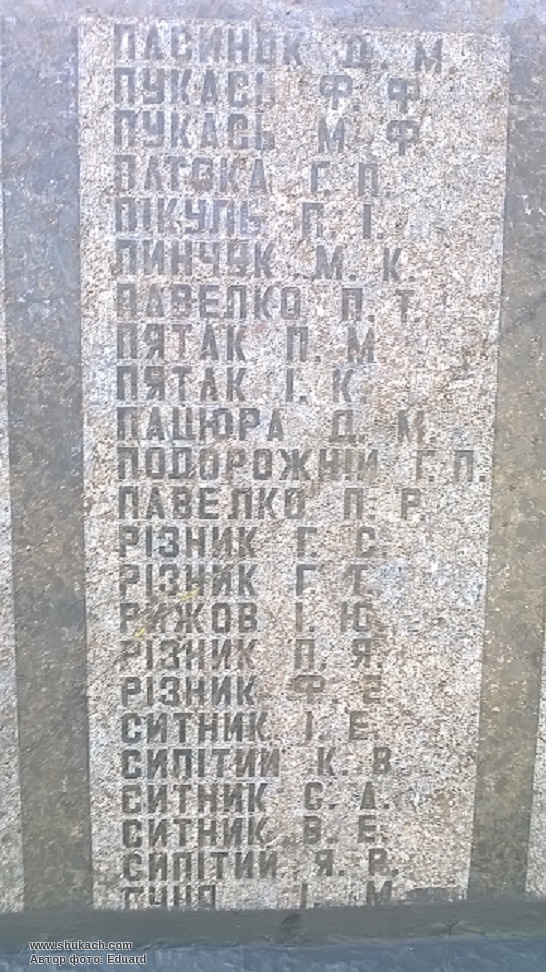 ПАСИНОК Д. М
ПУКАСЬ Ф. Ф
ПУКАСЬ М. Ф.
ПАТОКА Г. П.
ПІКУЛЬ П. І.
ПИНЧУК М. К.
ПАВЕЛКО П. Т.
ПЯТАК П. М
ПЯТАК І. К.
ПАЦЮРА Д. М.
ПОДОРОЖНІЙ Г. П.
ПАВЕЛКО П. Р.
РІЗНИК Г. С.
РІЗНИК Г. Т.
РИЖОВ І. Ю.
РІЗНИК П. Я.
РІЗНИК Ф. Е
СИТНИК І. Е.
СИПІТИЙ К. В
СИТНИК С. А.
СИТНИК В. Е.
СИПІТИЙ Я. Р.
І. М
www.shukach.com
Автор фото: Eduard